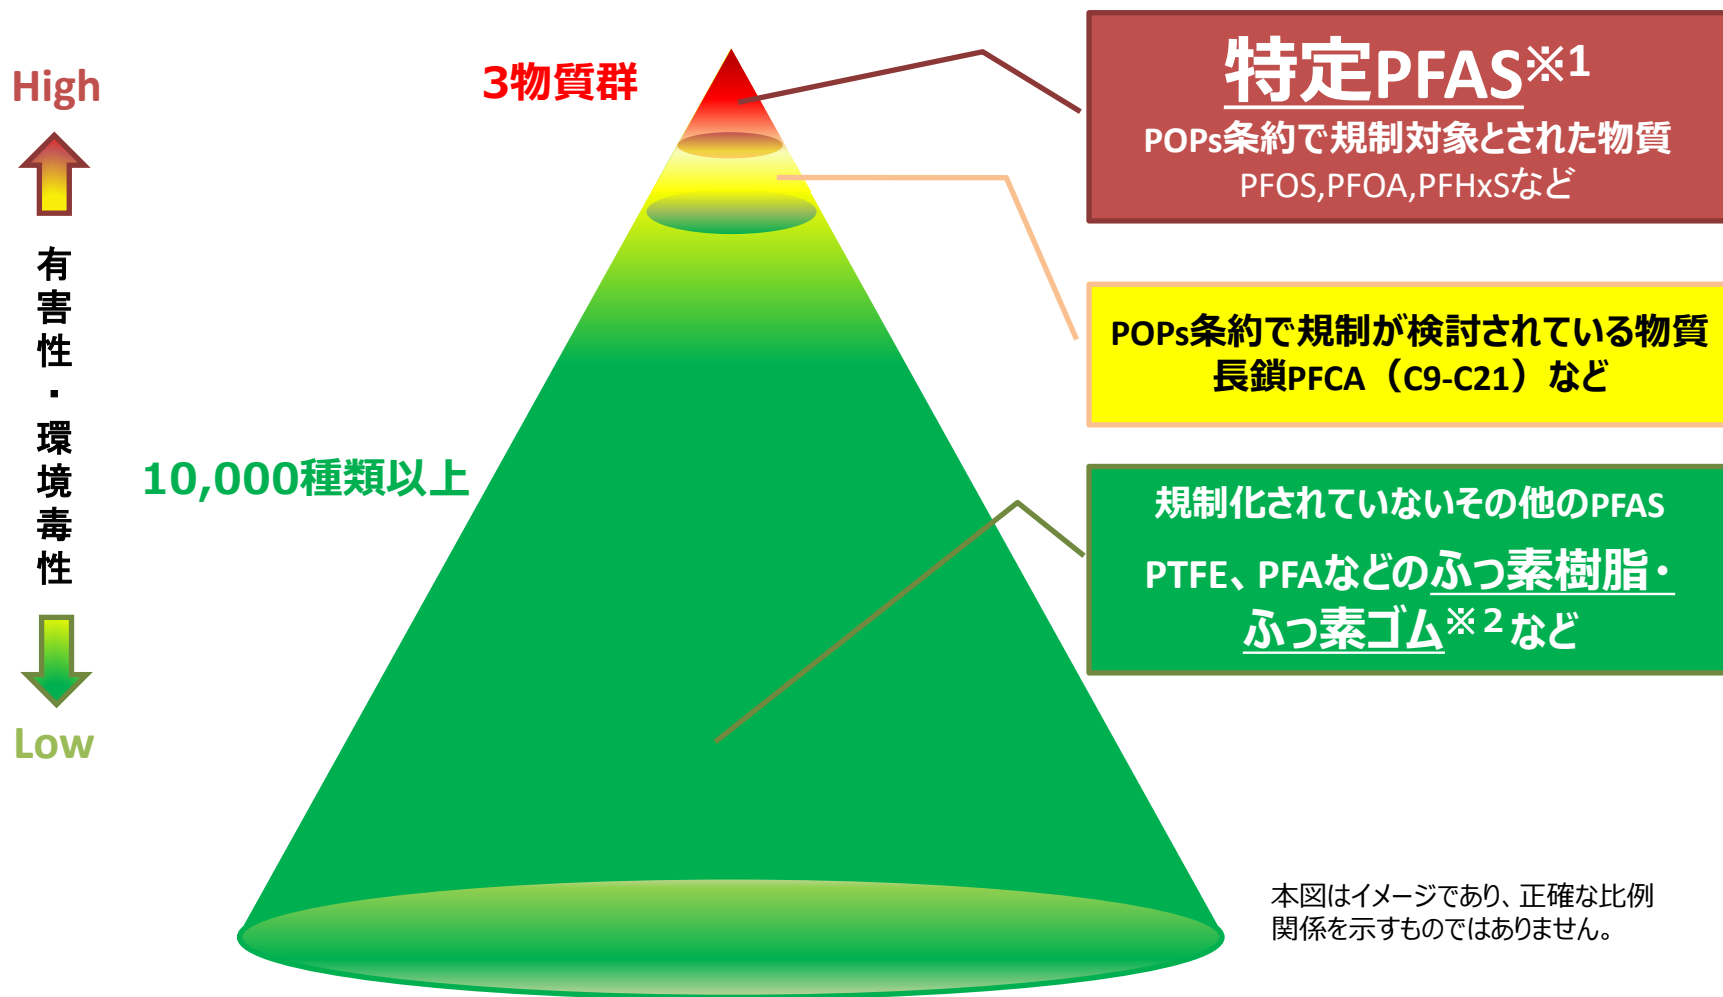 High
有害性・環境毒性
Low
3物質群
10,000種類以上
特定PFAS※1
POPs条約で規制対象とされた物質
PFOS,PFOA,PFHxSなど
POPs条約で規制が検討されている物質
長鎖PFCA（C9-C21）など
規制化されていないその他のPFAS
PTFE、PFAなどのふっ素樹脂・
ふっ素ゴム※２など
本図はイメージであり、正確な比例
関係を示すものではありません。